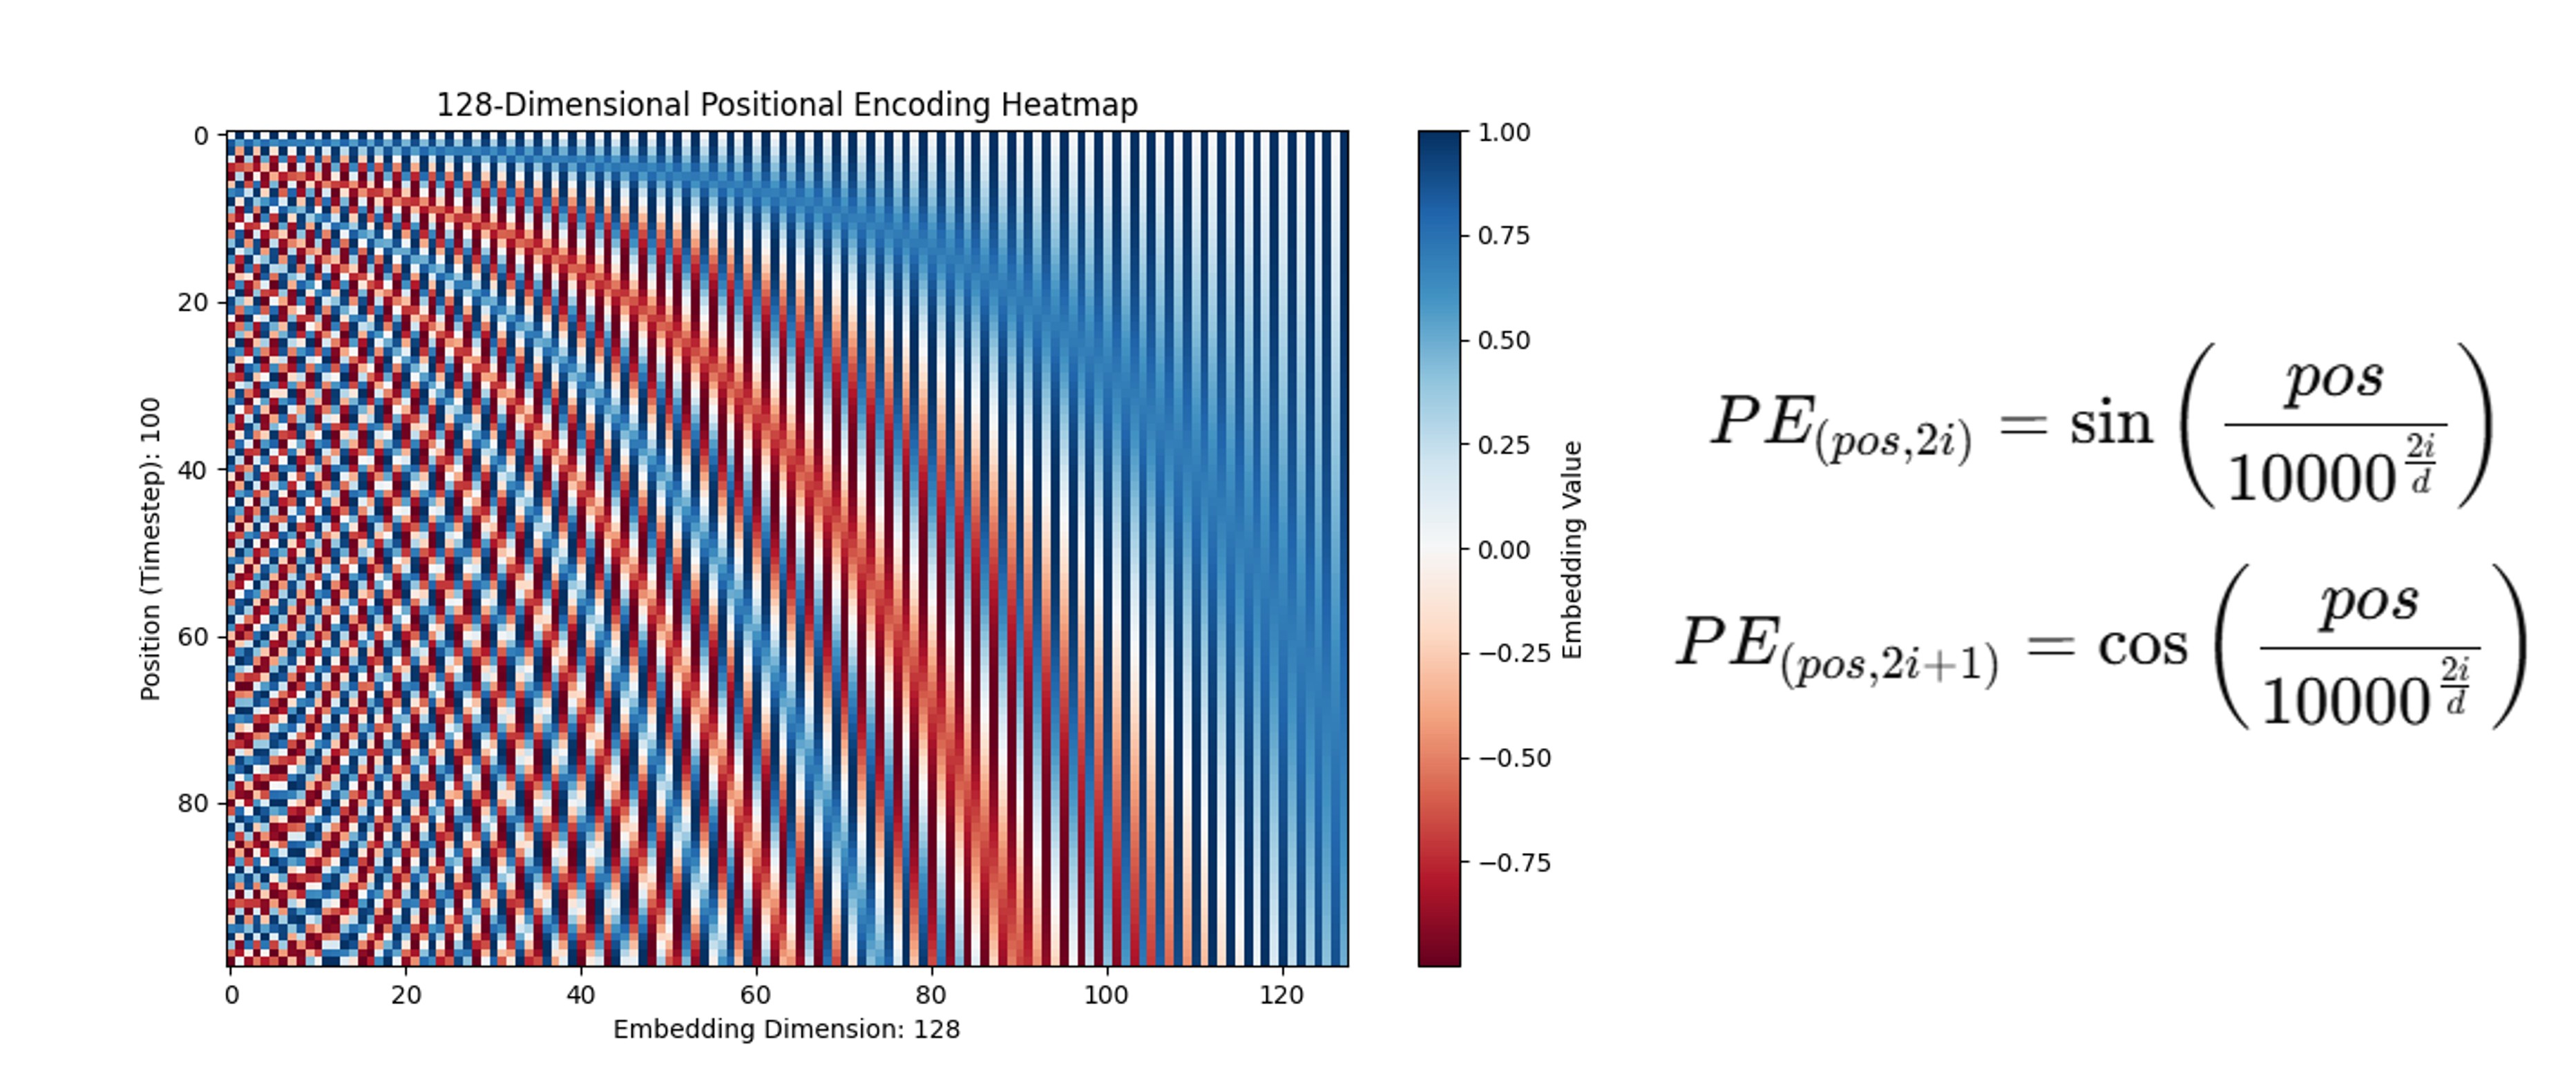 128-Dimensional Positional Encoding Heatmap
0
20
40
60
80
Position (Timestep): 100
0 20 40 60 80 100 120
Embedding Dimension: 128
1.00
0.75
0.50
0.25
0.00
−0.25
−0.50
−0.75
Embedding Value
PE_{(pos,2i)} = sin(pos / 10000^{2i/d})
PE_{(pos,2i+1)} = cos(pos / 10000^{2i/d})